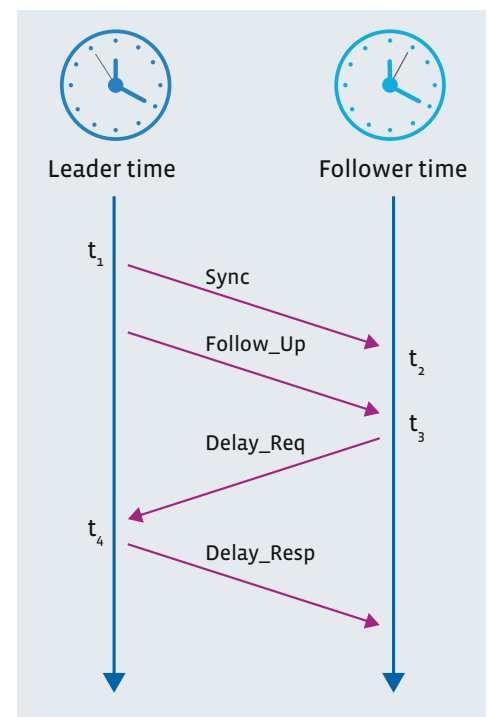 Leader time
Follower time
t₁
Sync
Follow_Up
t₂
t₃
Delay_Req
t₄
Delay_Resp